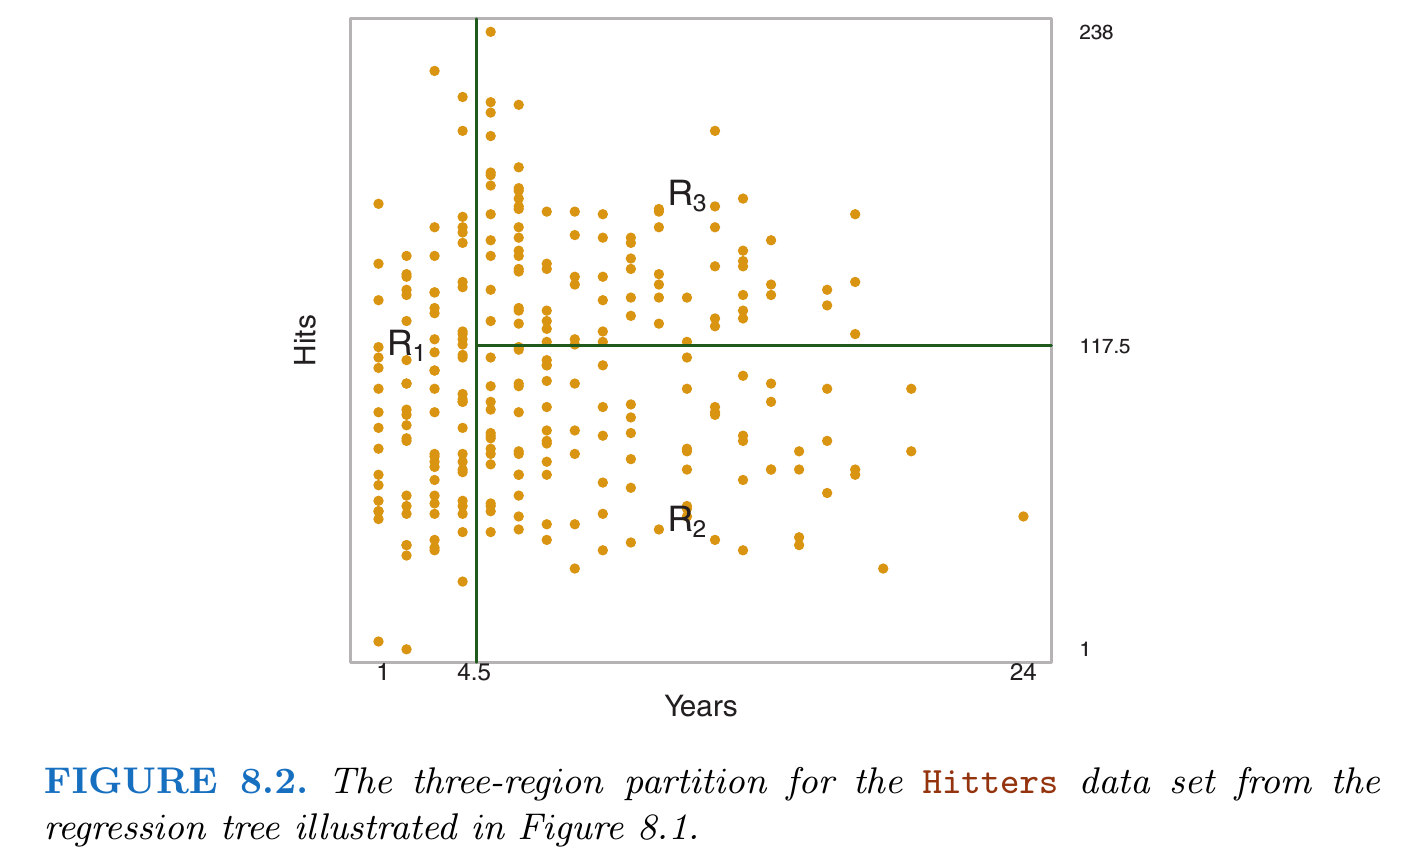 238
R3
Hits
R1
117.5
R2
1
1 4.5 24
Years
FIGURE 8.2. The three-region partition for the Hitters data set from the
regression tree illustrated in Figure 8.1.